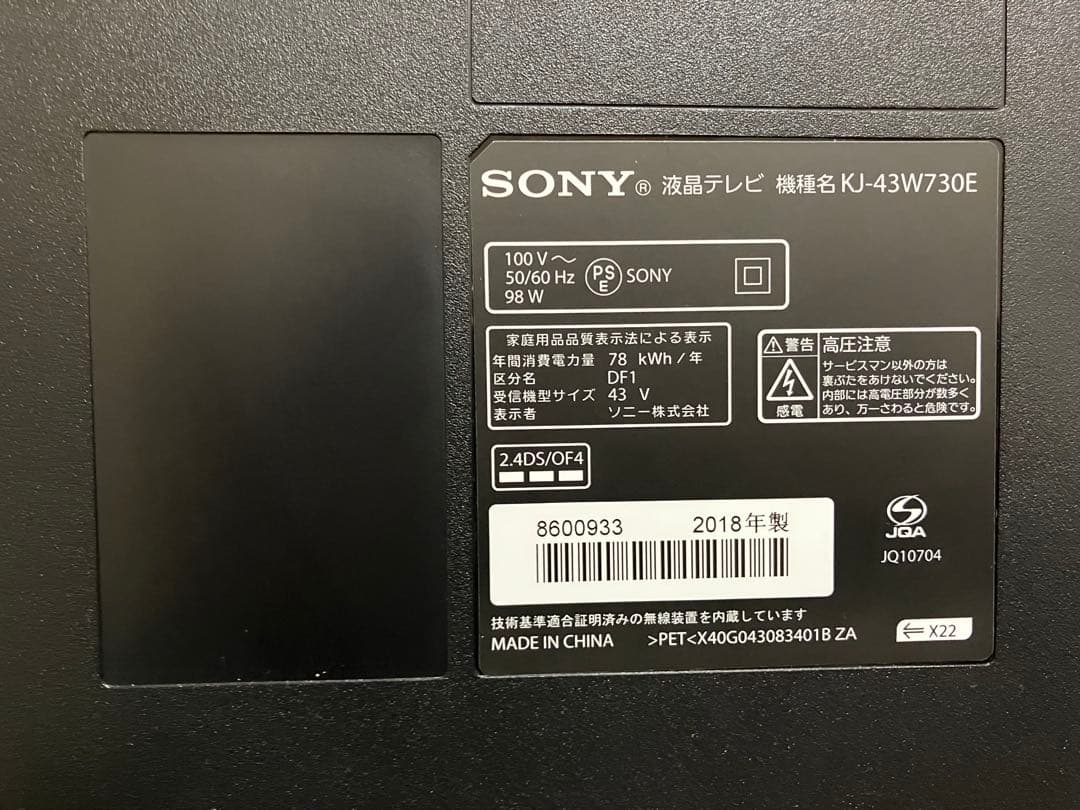 SONY® 液晶テレビ 機種名 KJ-43W730E
100 V～
50/60 Hz
98 W
PSE SONY
家庭用品品質表示法による表示
年間消費電力量 78 kWh/年
区分名 DF1
受信機型サイズ 43 V
表示者 ソニー株式会社
警告 高圧注意
感電
サービスマン以外の方は
裏ぶたをあけないでください。
内部には高電圧部分が数多く
あり、万一さわると危険です。
2.4DS/OF4
8600933 2018年製
JQA
JQ10704
技術基準適合証明済みの無線装置を内蔵しています
MADE IN CHINA >PET<X40G043083401B ZA
⇐ X22